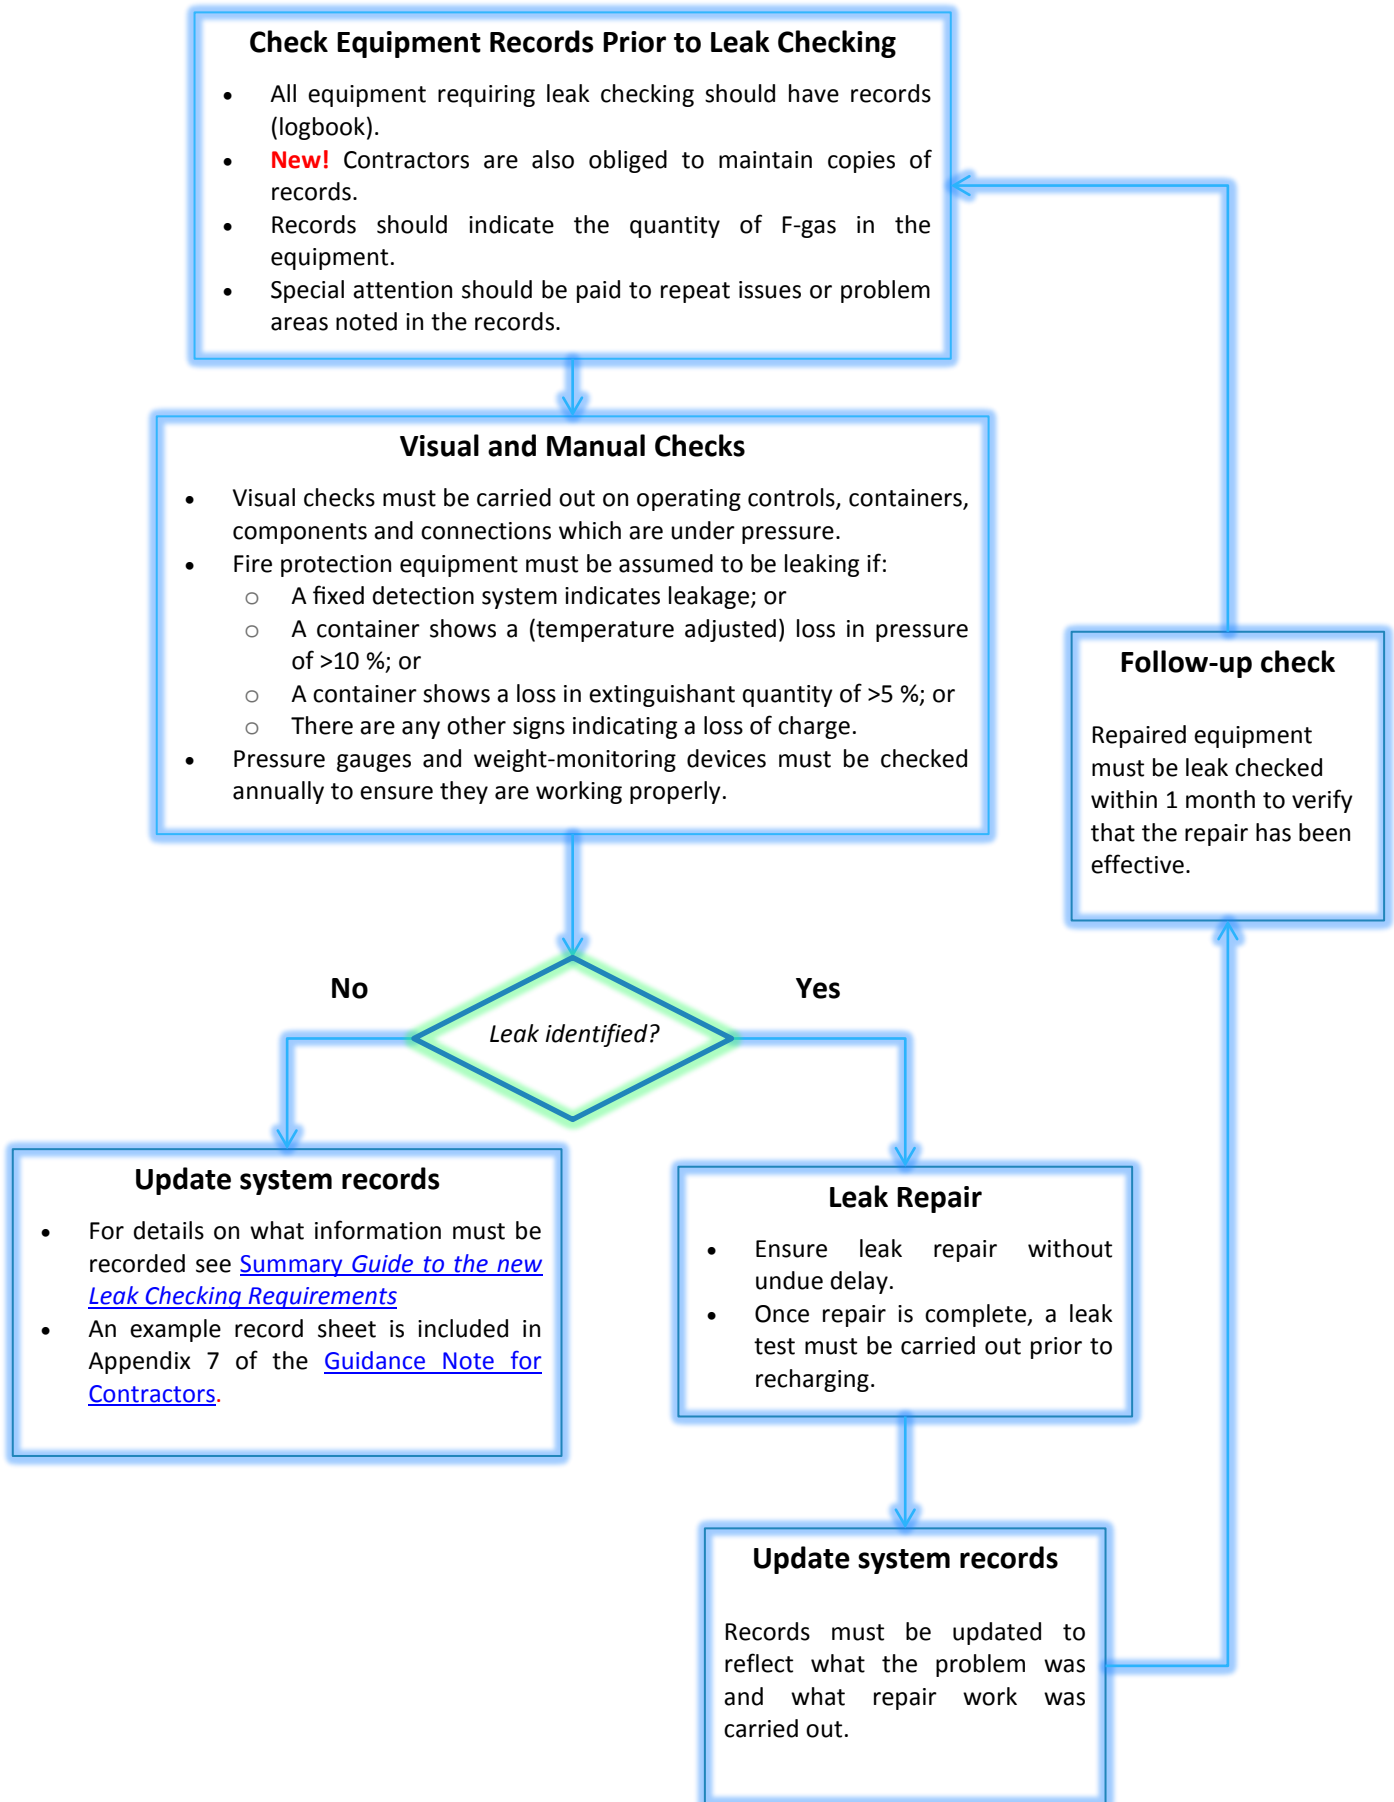 Check Equipment Records Prior to Leak Checking
• All equipment requiring leak checking should have records
(logbook).
• New! Contractors are also obliged to maintain copies of
records.
• Records should indicate the quantity of F-gas in the
equipment.
• Special attention should be paid to repeat issues or problem
areas noted in the records.
Visual and Manual Checks
• Visual checks must be carried out on operating controls, containers,
components and connections which are under pressure.
• Fire protection equipment must be assumed to be leaking if:
o A fixed detection system indicates leakage; or
o A container shows a (temperature adjusted) loss in pressure
of >10 %; or
o A container shows a loss in extinguishant quantity of >5 %; or
o There are any other signs indicating a loss of charge.
• Pressure gauges and weight-monitoring devices must be checked
annually to ensure they are working properly.
Follow-up check
Repaired equipment
must be leak checked
within 1 month to verify
that the repair has been
effective.
No
Yes
Leak identified?
Update system records
• For details on what information must be
recorded see Summary Guide to the new
Leak Checking Requirements
• An example record sheet is included in
Appendix 7 of the Guidance Note for
Contractors.
Leak Repair
• Ensure leak repair without
undue delay.
• Once repair is complete, a leak
test must be carried out prior to
recharging.
Update system records
Records must be updated to
reflect what the problem was
and what repair work was
carried out.